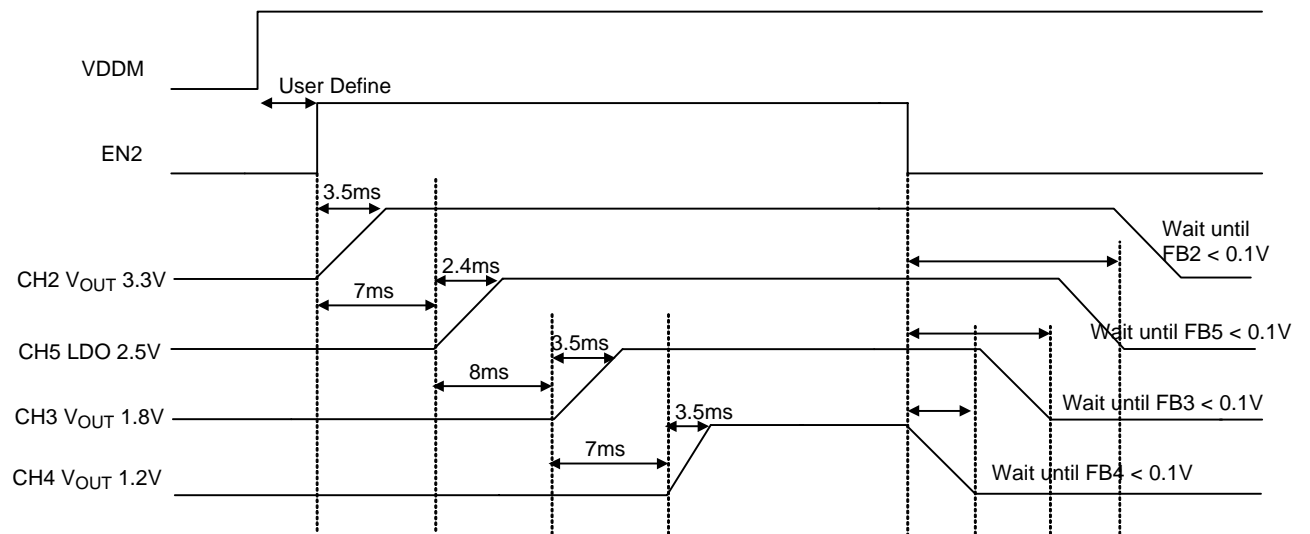 VDDM
User Define
EN2
3.5ms
Wait until
FB2 < 0.1V
CH2 VOUT 3.3V
2.4ms
7ms
Wait until FB5 < 0.1V
CH5 LDO 2.5V
3.5ms
8ms
Wait until FB3 < 0.1V
CH3 VOUT 1.8V
3.5ms
7ms
Wait until FB4 < 0.1V
CH4 VOUT 1.2V